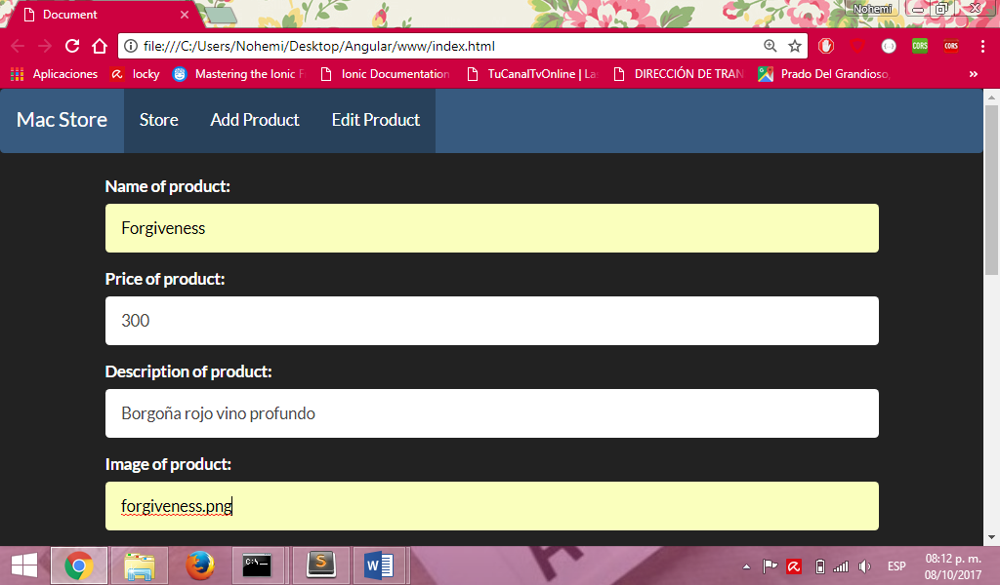 Document
Nohemi
file:///C:/Users/Nohemi/Desktop/Angular/www/index.html
CORS
CORS
Aplicaciones
locky
Mastering the Ionic F
Ionic Documentation
TuCanalTvOnline | La
DIRECCIÓN DE TRAN
Prado Del Grandioso,
»
Mac Store
Store
Add Product
Edit Product
Name of product:
Forgiveness
Price of product:
300
Description of product:
Borgoña rojo vino profundo
Image of product:
forgiveness.png
ESP
08:12 p. m.
08/10/2017